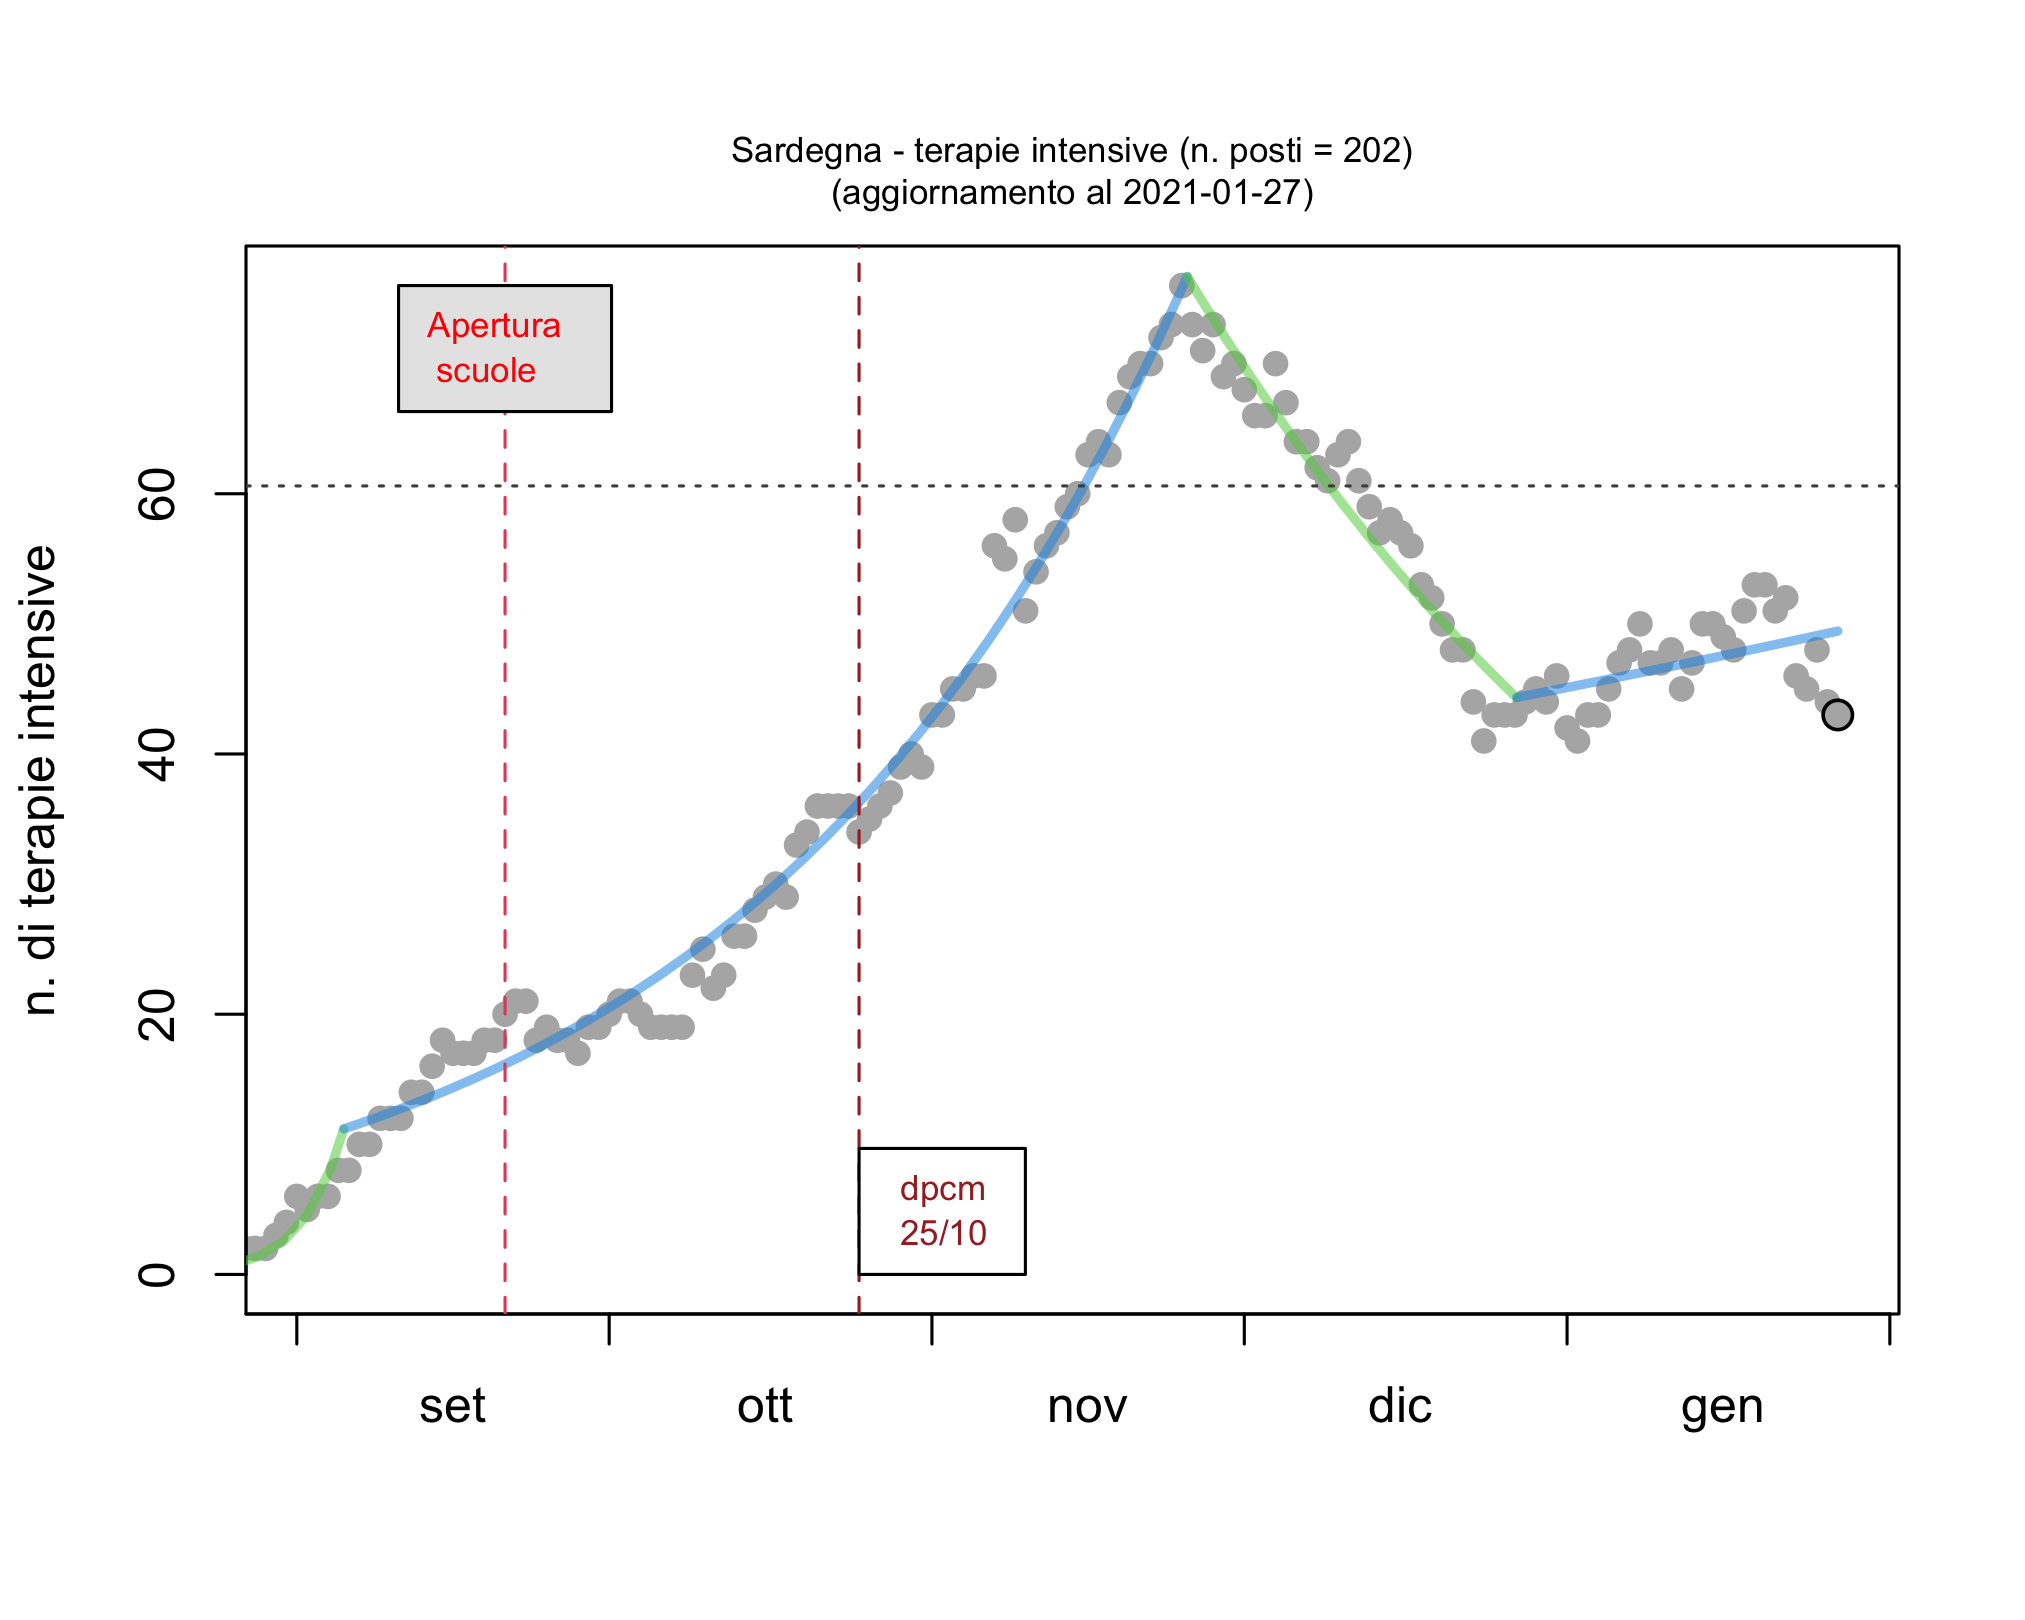 Sardegna - terapie intensive (n. posti = 202)
(aggiornamento al 2021-01-27)
Apertura
scuole
n. di terapie intensive
60
40
20
0
dpcm
25/10
set
ott
nov
dic
gen